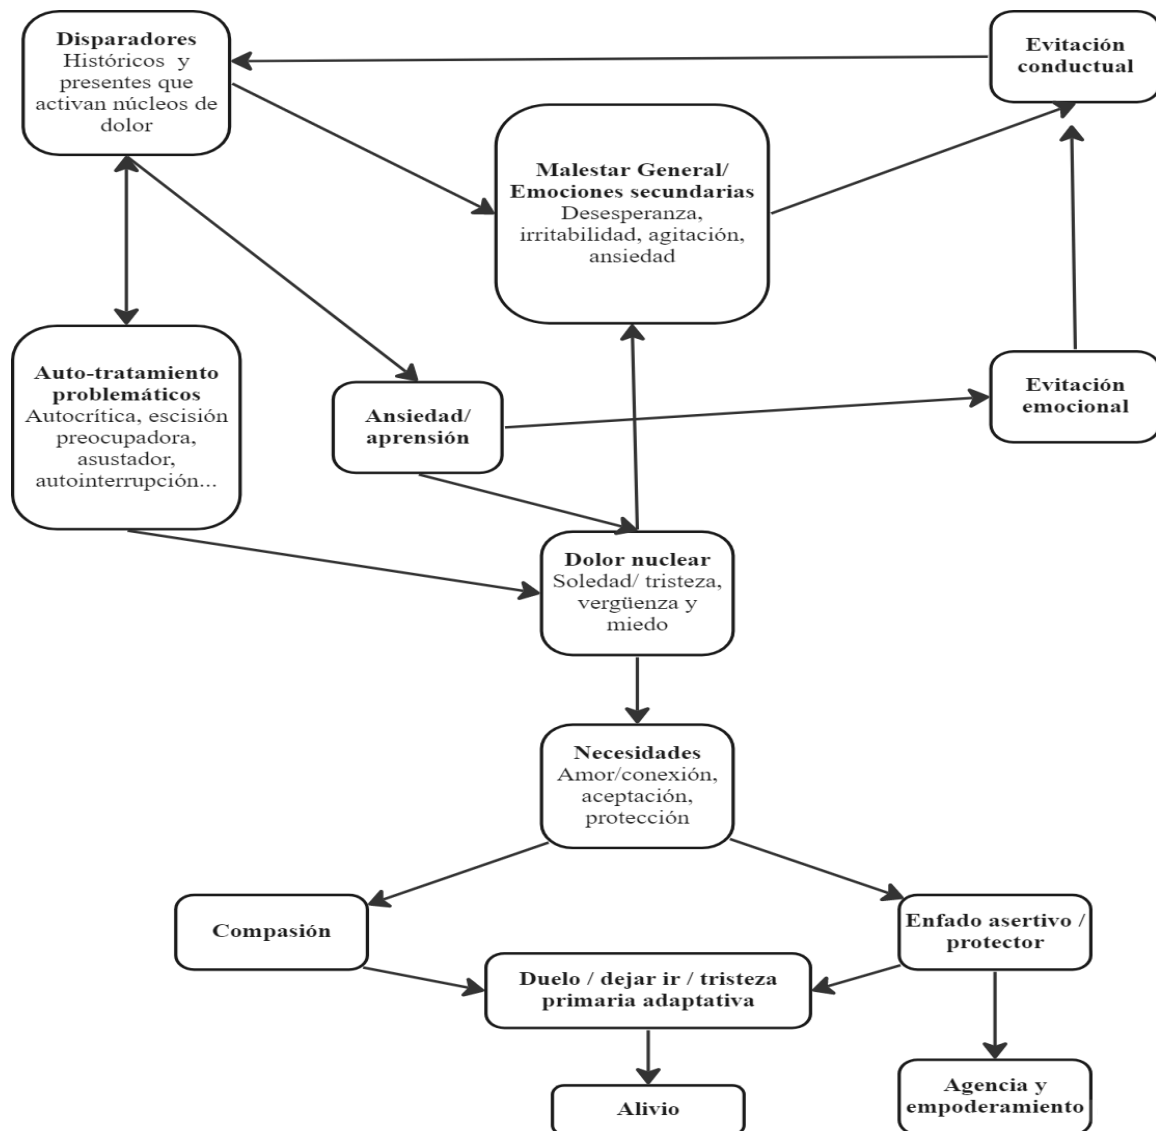 Disparadores
Históricos y
presentes que
activan núcleos de
dolor
Evitación
conductual
Malestar General/
Emociones secundarias
Desesperanza,
irritabilidad, agitación,
ansiedad
Auto-tratamiento
problemáticos
Autocrítica, escisión
preocupadora,
asustador,
autointerrupción...
Ansiedad/
aprensión
Evitación
emocional
Dolor nuclear
Soledad/ tristeza,
vergüenza y
miedo
Necesidades
Amor/conexión,
aceptación,
protección
Compasión
Enfado asertivo /
protector
Duelo / dejar ir / tristeza
primaria adaptativa
Alivio
Agencia y
empoderamiento